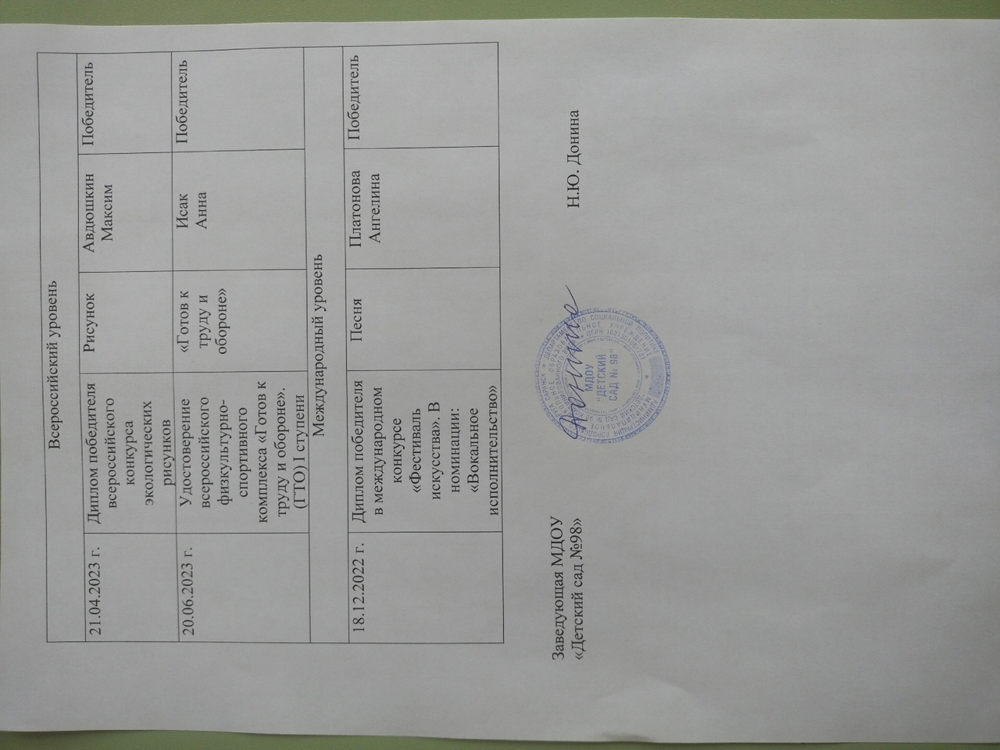 Всероссийский уровень
21.04.2023 г.
Диплом победителя
всероссийского
конкурса
экологических
рисунков
Рисунок
Авдюшкин
Максим
Победитель
20.06.2023 г.
Удостоверение
всероссийского
физкультурно-
спортивного
комплекса «Готов к
труду и обороне».
(ГТО) I ступени
«Готов к
труду и
обороне»
Исак
Анна
Победитель
Международный уровень
18.12.2022 г.
Диплом победителя
в международном
конкурсе
«Фестиваль
искусства». В
номинации:
«Вокальное
исполнительство»
Песня
Платонова
Ангелина
Победитель
Заведующая МДОУ
«Детский сад №98»
МДОУ
"ДЕТСКИЙ
САД № 98"
Н.Ю. Донина